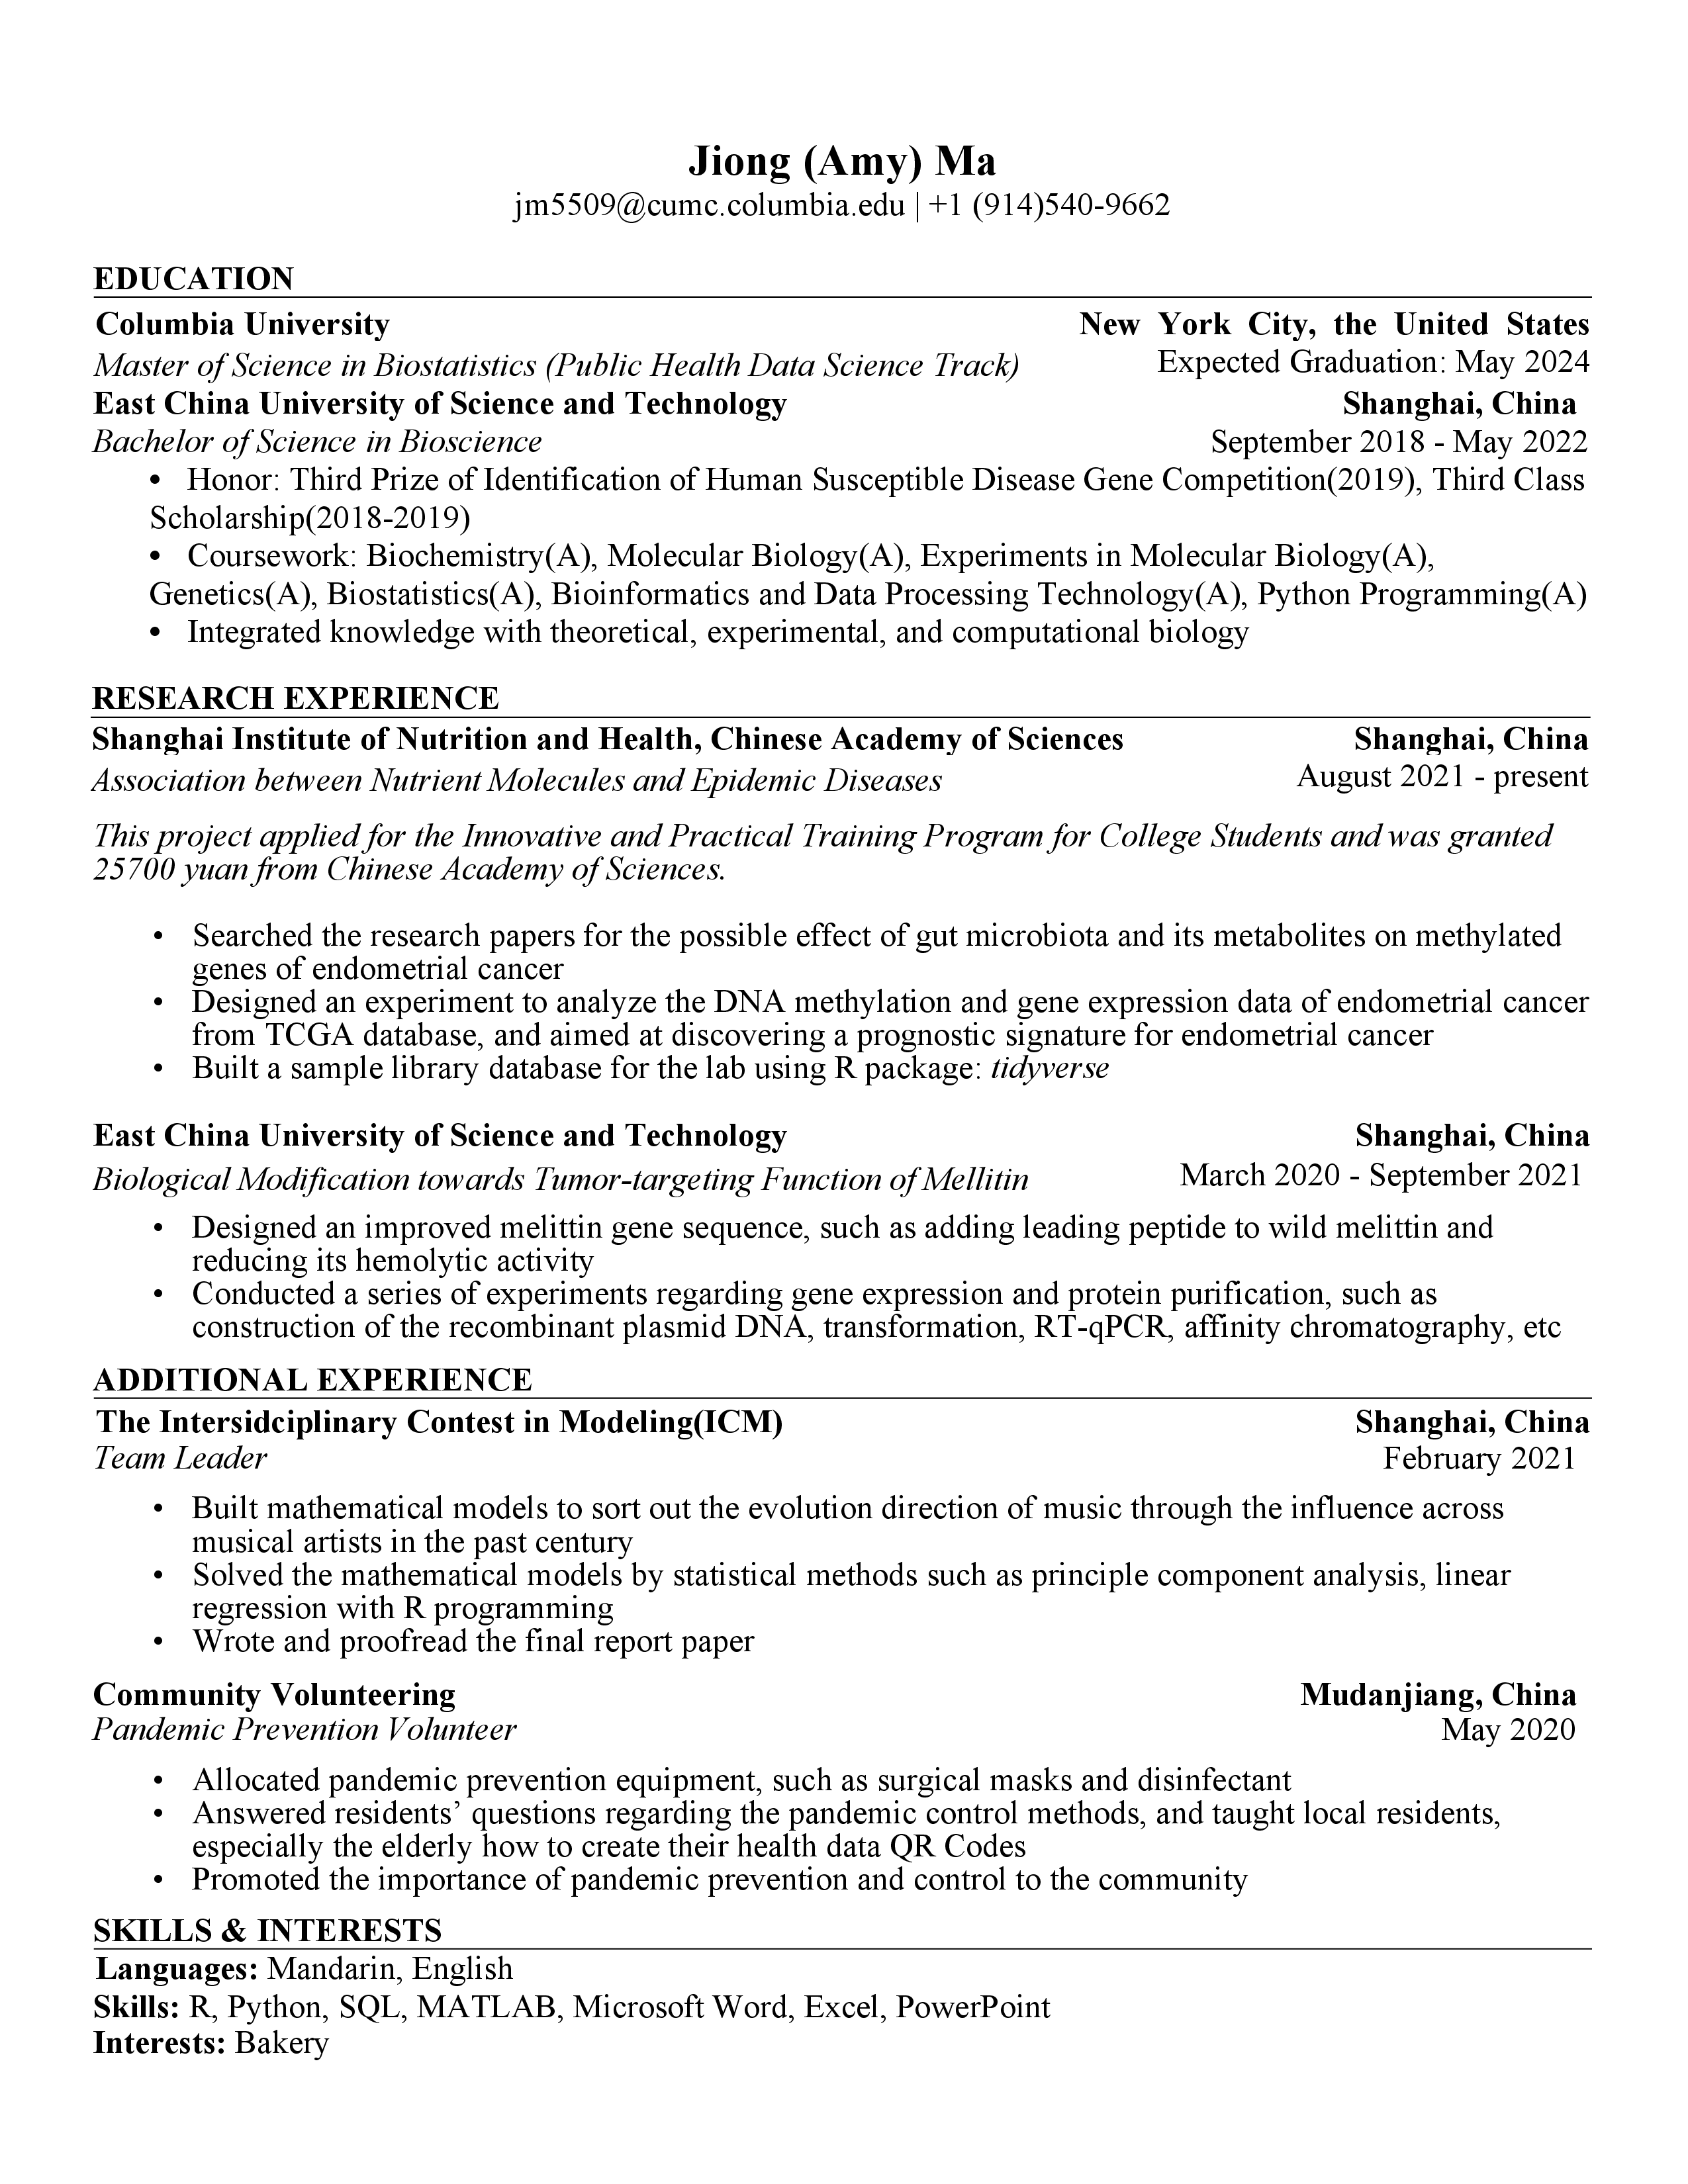 Jiong (Amy) Ma
jm5509@cumc.columbia.edu | +1 (914)540-9662
EDUCATION
Columbia University New York City, the United States
Master of Science in Biostatistics (Public Health Data Science Track) Expected Graduation: May 2024
East China University of Science and Technology Shanghai, China
Bachelor of Science in Bioscience September 2018 - May 2022
• Honor: Third Prize of Identification of Human Susceptible Disease Gene Competition(2019), Third Class
Scholarship(2018-2019)
• Coursework: Biochemistry(A), Molecular Biology(A), Experiments in Molecular Biology(A),
Genetics(A), Biostatistics(A), Bioinformatics and Data Processing Technology(A), Python Programming(A)
• Integrated knowledge with theoretical, experimental, and computational biology
RESEARCH EXPERIENCE
Shanghai Institute of Nutrition and Health, Chinese Academy of Sciences Shanghai, China
Association between Nutrient Molecules and Epidemic Diseases August 2021 - present
This project applied for the Innovative and Practical Training Program for College Students and was granted
25700 yuan from Chinese Academy of Sciences.
• Searched the research papers for the possible effect of gut microbiota and its metabolites on methylated
genes of endometrial cancer
• Designed an experiment to analyze the DNA methylation and gene expression data of endometrial cancer
from TCGA database, and aimed at discovering a prognostic signature for endometrial cancer
• Built a sample library database for the lab using R package: tidyverse
East China University of Science and Technology Shanghai, China
Biological Modification towards Tumor-targeting Function of Mellitin March 2020 - September 2021
• Designed an improved melittin gene sequence, such as adding leading peptide to wild melittin and
reducing its hemolytic activity
• Conducted a series of experiments regarding gene expression and protein purification, such as
construction of the recombinant plasmid DNA, transformation, RT-qPCR, affinity chromatography, etc
ADDITIONAL EXPERIENCE
The Intersidciplinary Contest in Modeling(ICM) Shanghai, China
Team Leader February 2021
• Built mathematical models to sort out the evolution direction of music through the influence across
musical artists in the past century
• Solved the mathematical models by statistical methods such as principle component analysis, linear
regression with R programming
• Wrote and proofread the final report paper
Community Volunteering Mudanjiang, China
Pandemic Prevention Volunteer May 2020
• Allocated pandemic prevention equipment, such as surgical masks and disinfectant
• Answered residents’ questions regarding the pandemic control methods, and taught local residents,
especially the elderly how to create their health data QR Codes
• Promoted the importance of pandemic prevention and control to the community
SKILLS & INTERESTS
Languages: Mandarin, English
Skills: R, Python, SQL, MATLAB, Microsoft Word, Excel, PowerPoint
Interests: Bakery